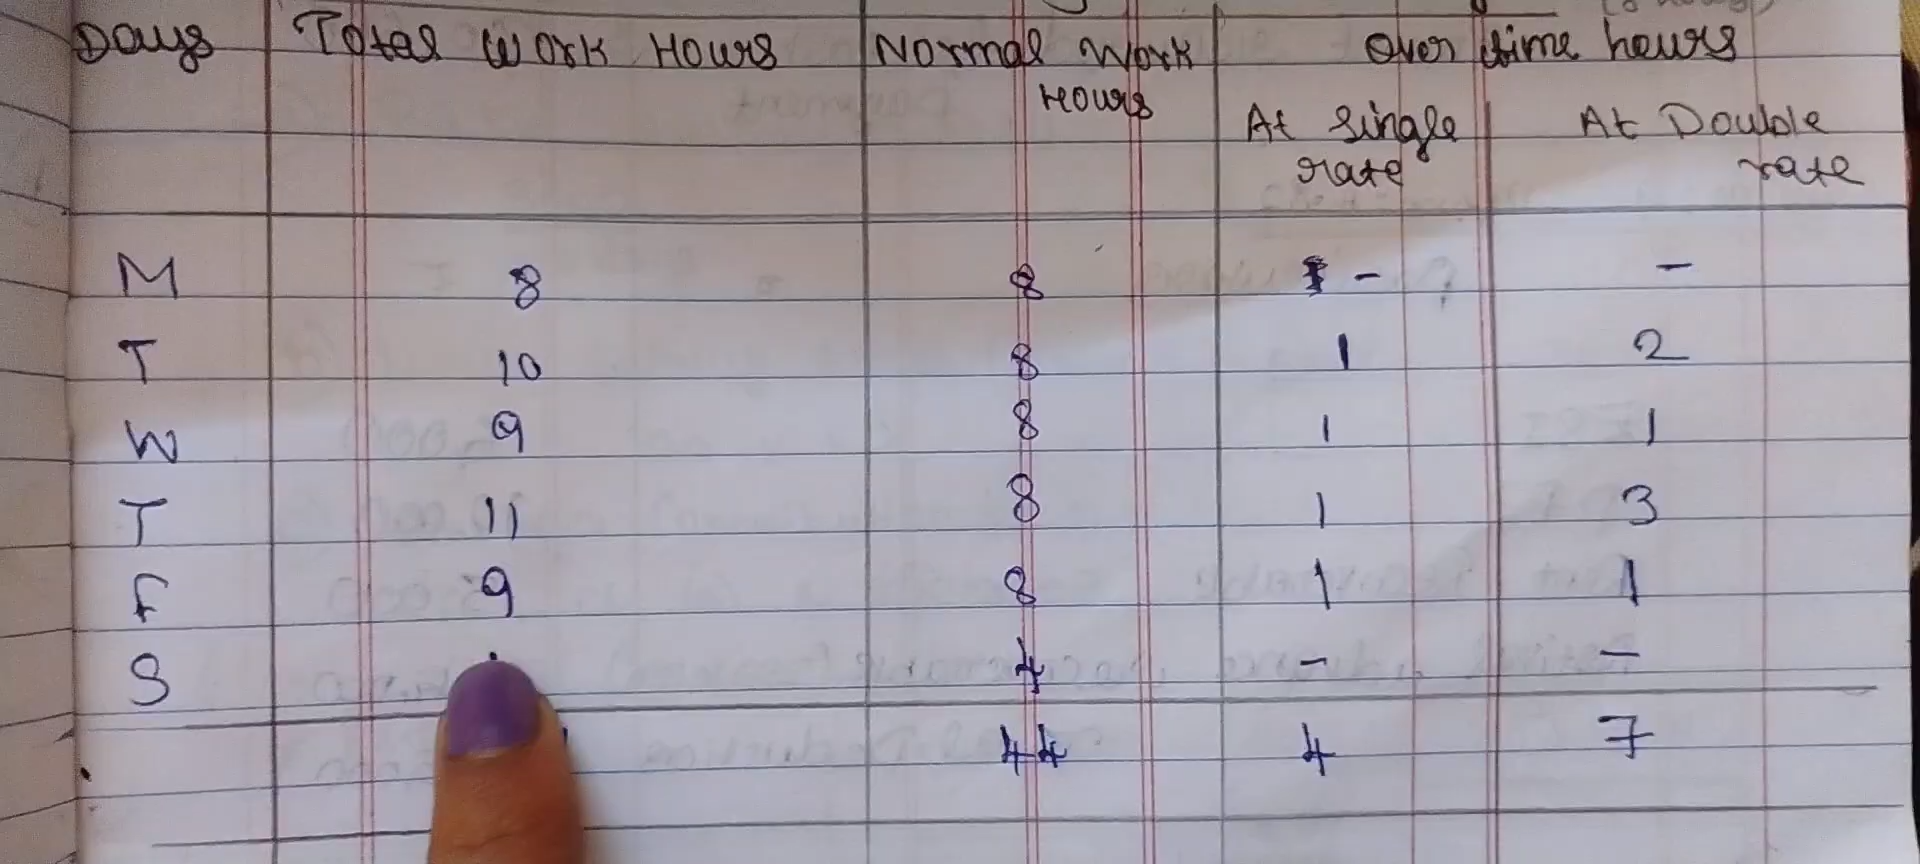 Days Total Work Hours Normal Work Hours Over time hours
At Single rate At Double rate
M 8 8 - -
T 10 8 1 2
W 9 8 1 1
T 11 8 1 3
F 9 8 1 1
S 4 - -
44 4 7